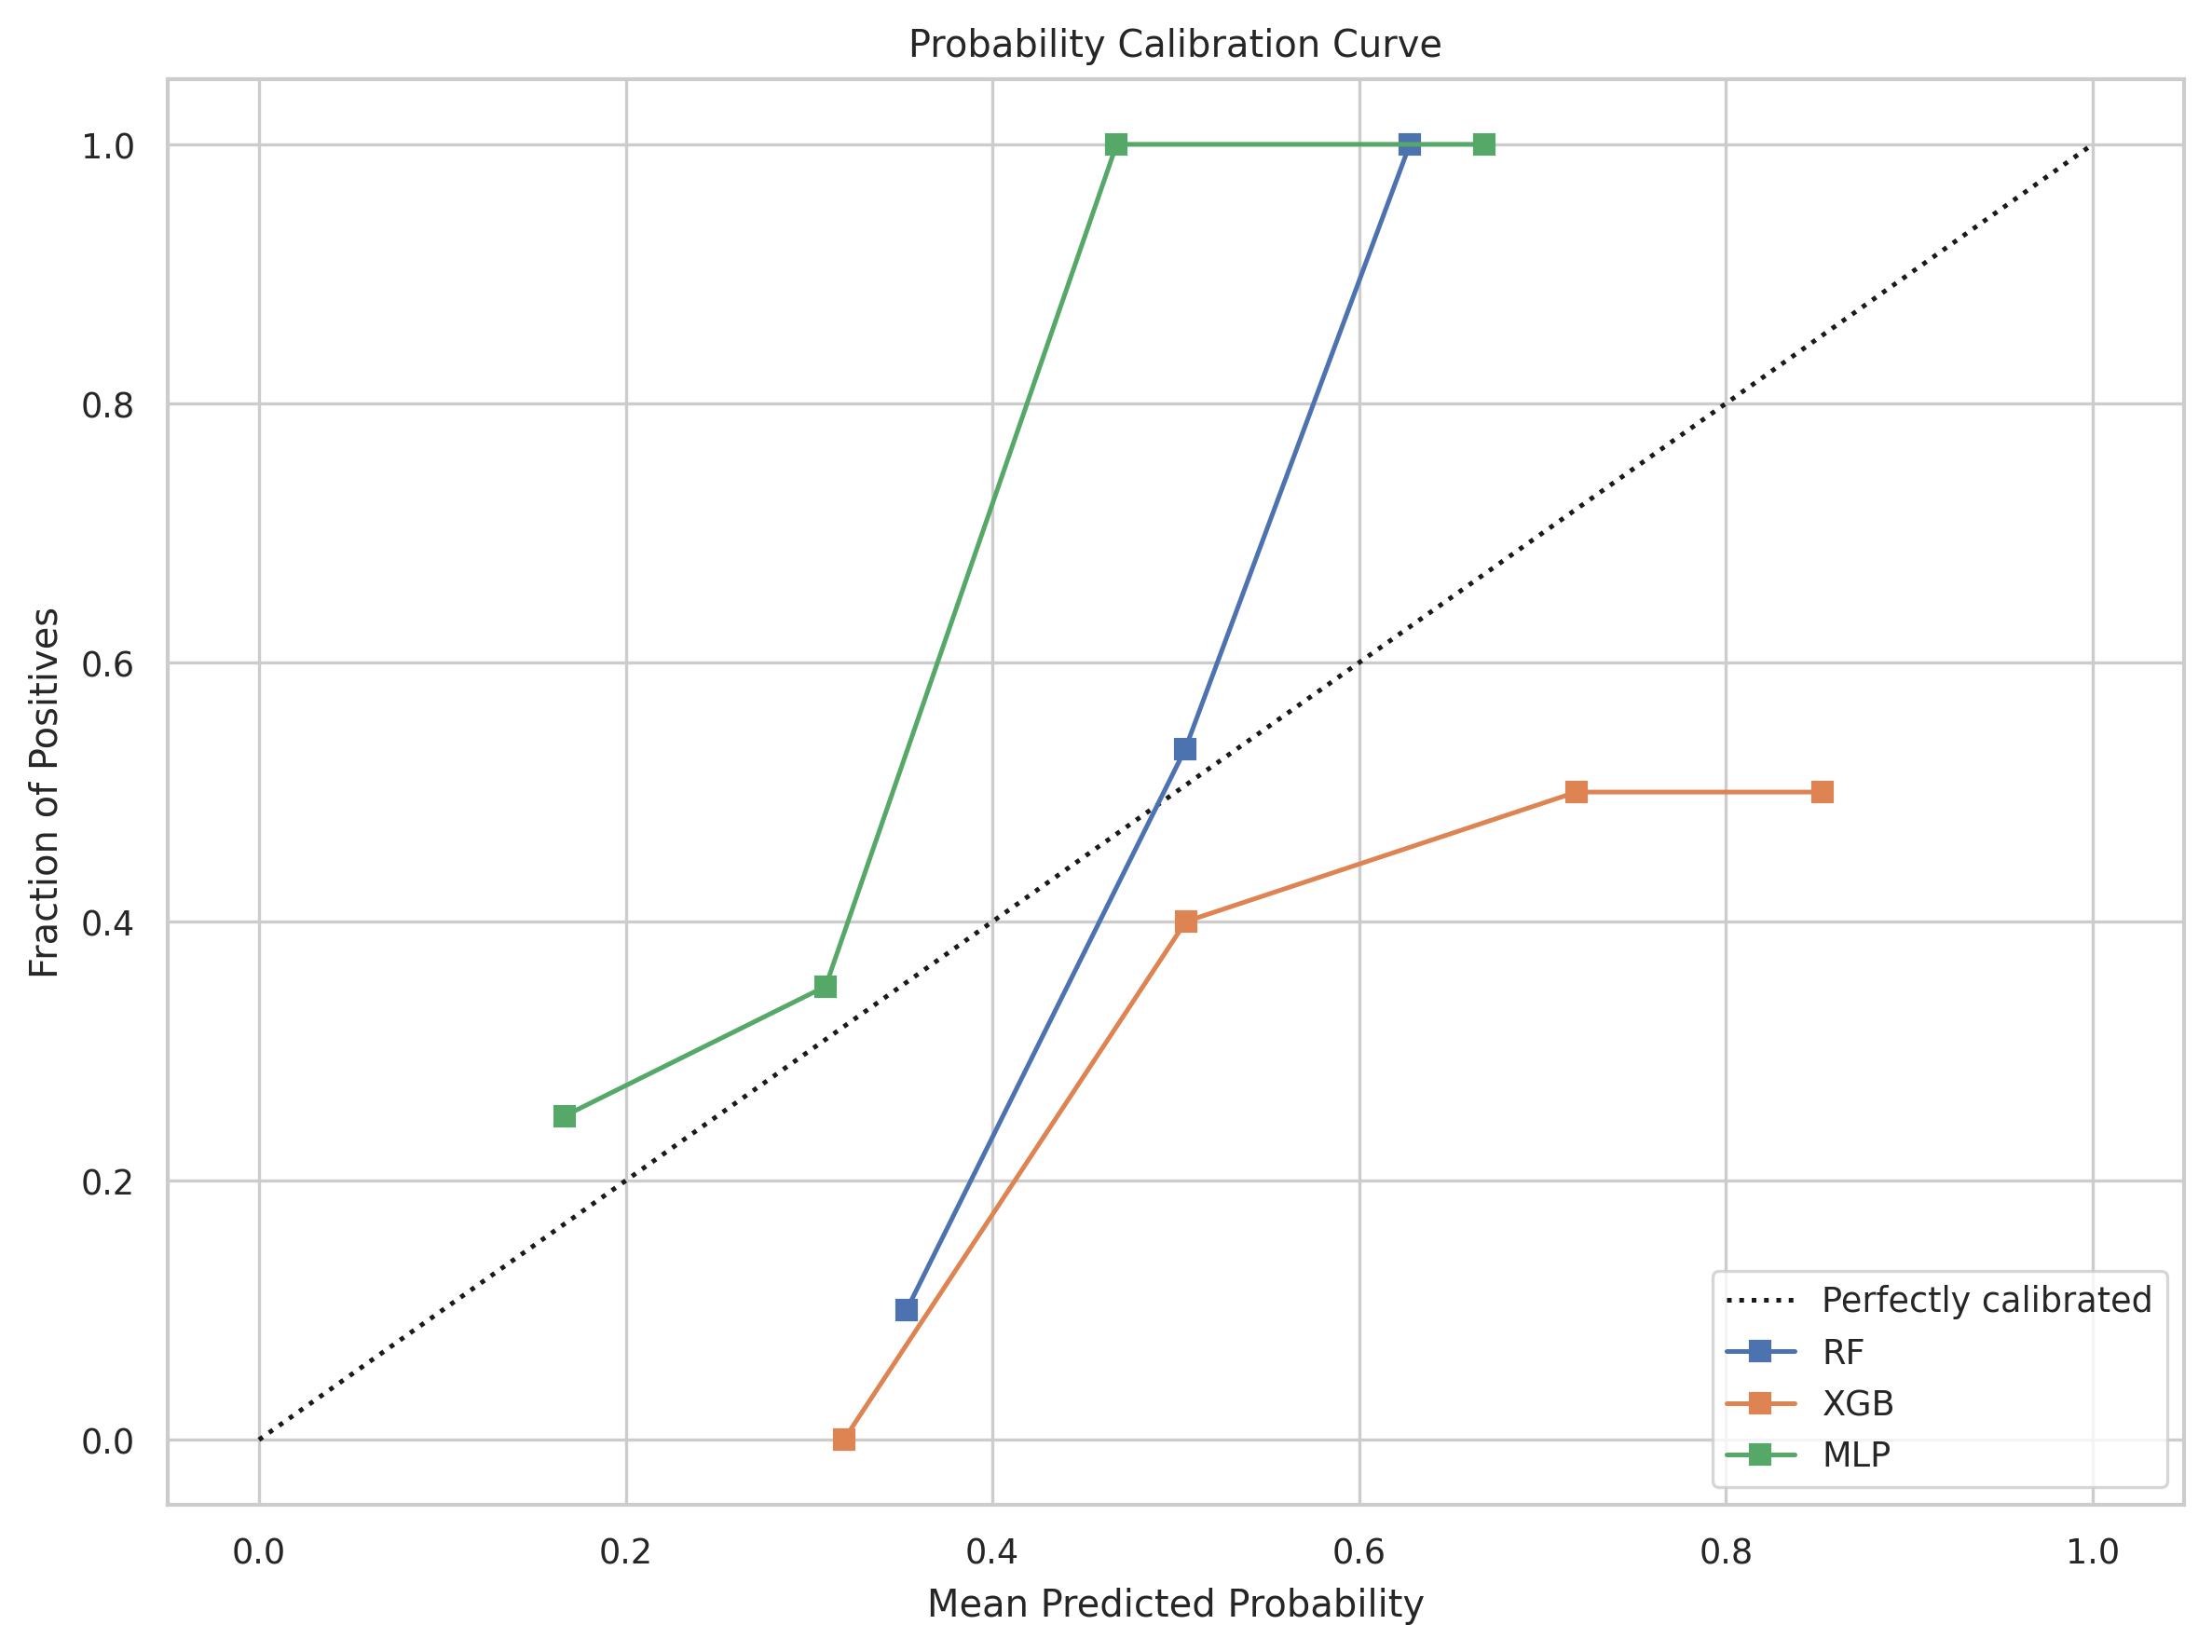 Probability Calibration Curve
1.0
0.8
0.6
0.4
0.2
0.0
Fraction of Positives
0.0 0.2 0.4 0.6 0.8 1.0
Mean Predicted Probability
Perfectly calibrated
RF
XGB
MLP